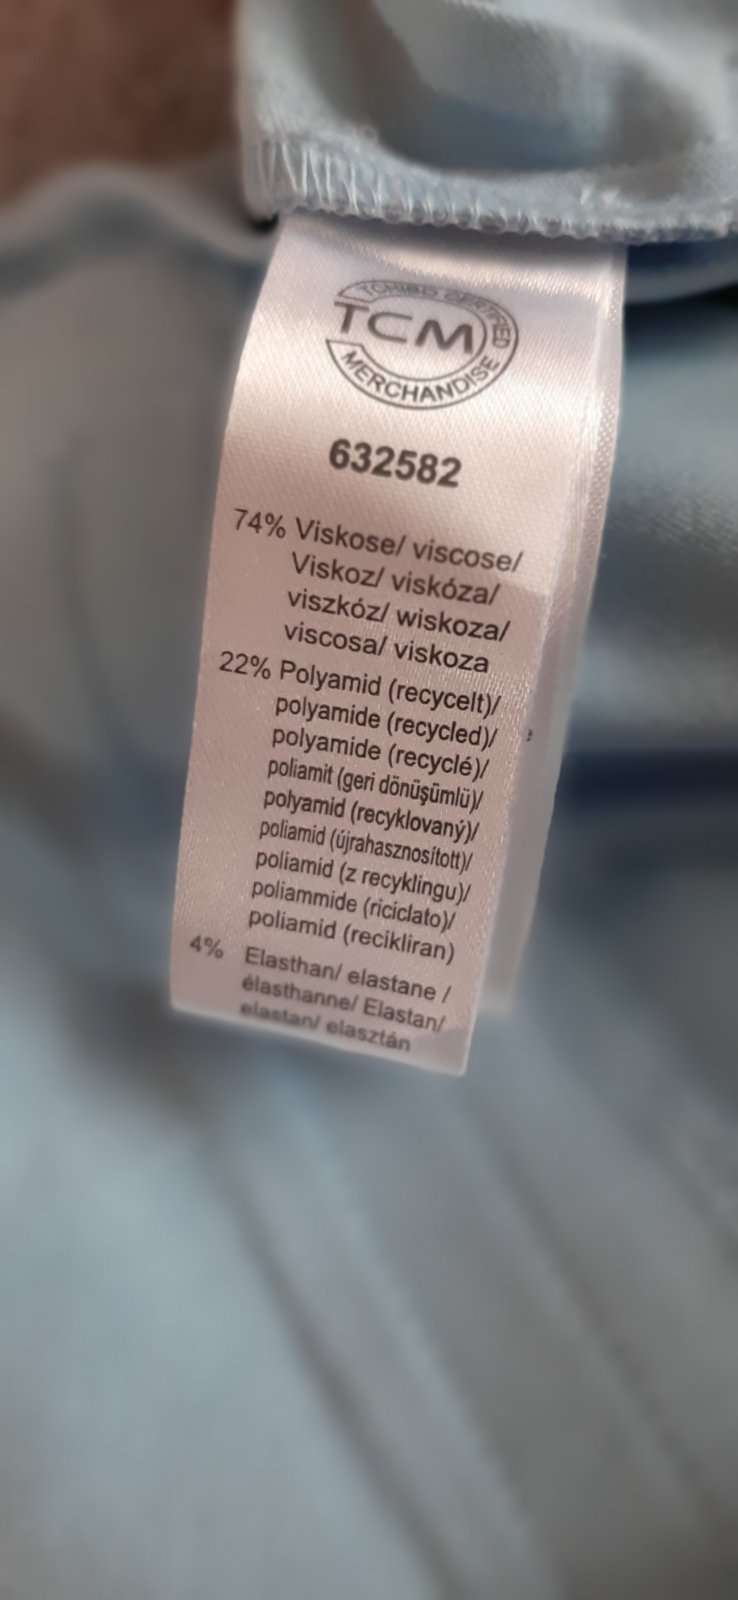 TCHIBO CERTIFIED
TCM
MERCHANDISE
632582
74% Viskose/ viscose/
Viskoz/ viskóza/
viszkóz/ wiskoza/
viscosa/ viskoza
22% Polyamid (recycelt)/
polyamide (recycled)/
polyamide (recyclé)/
poliamit (geri dönüşümlü)/
polyamid (recyklovaný)/
poliamid (újrahasznosított)/
poliamid (z recyklingu)/
poliammide (riciclato)/
poliamid (recikliran)
4% Elasthan/ elastane /
élasthanne/ Elastan/
elastan/ elasztán